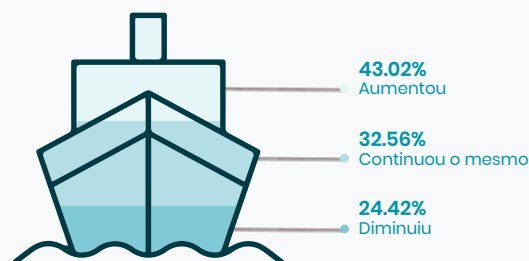 43.02%
Aumentou
32.56%
Continuou o mesmo
24.42%
Diminuiu